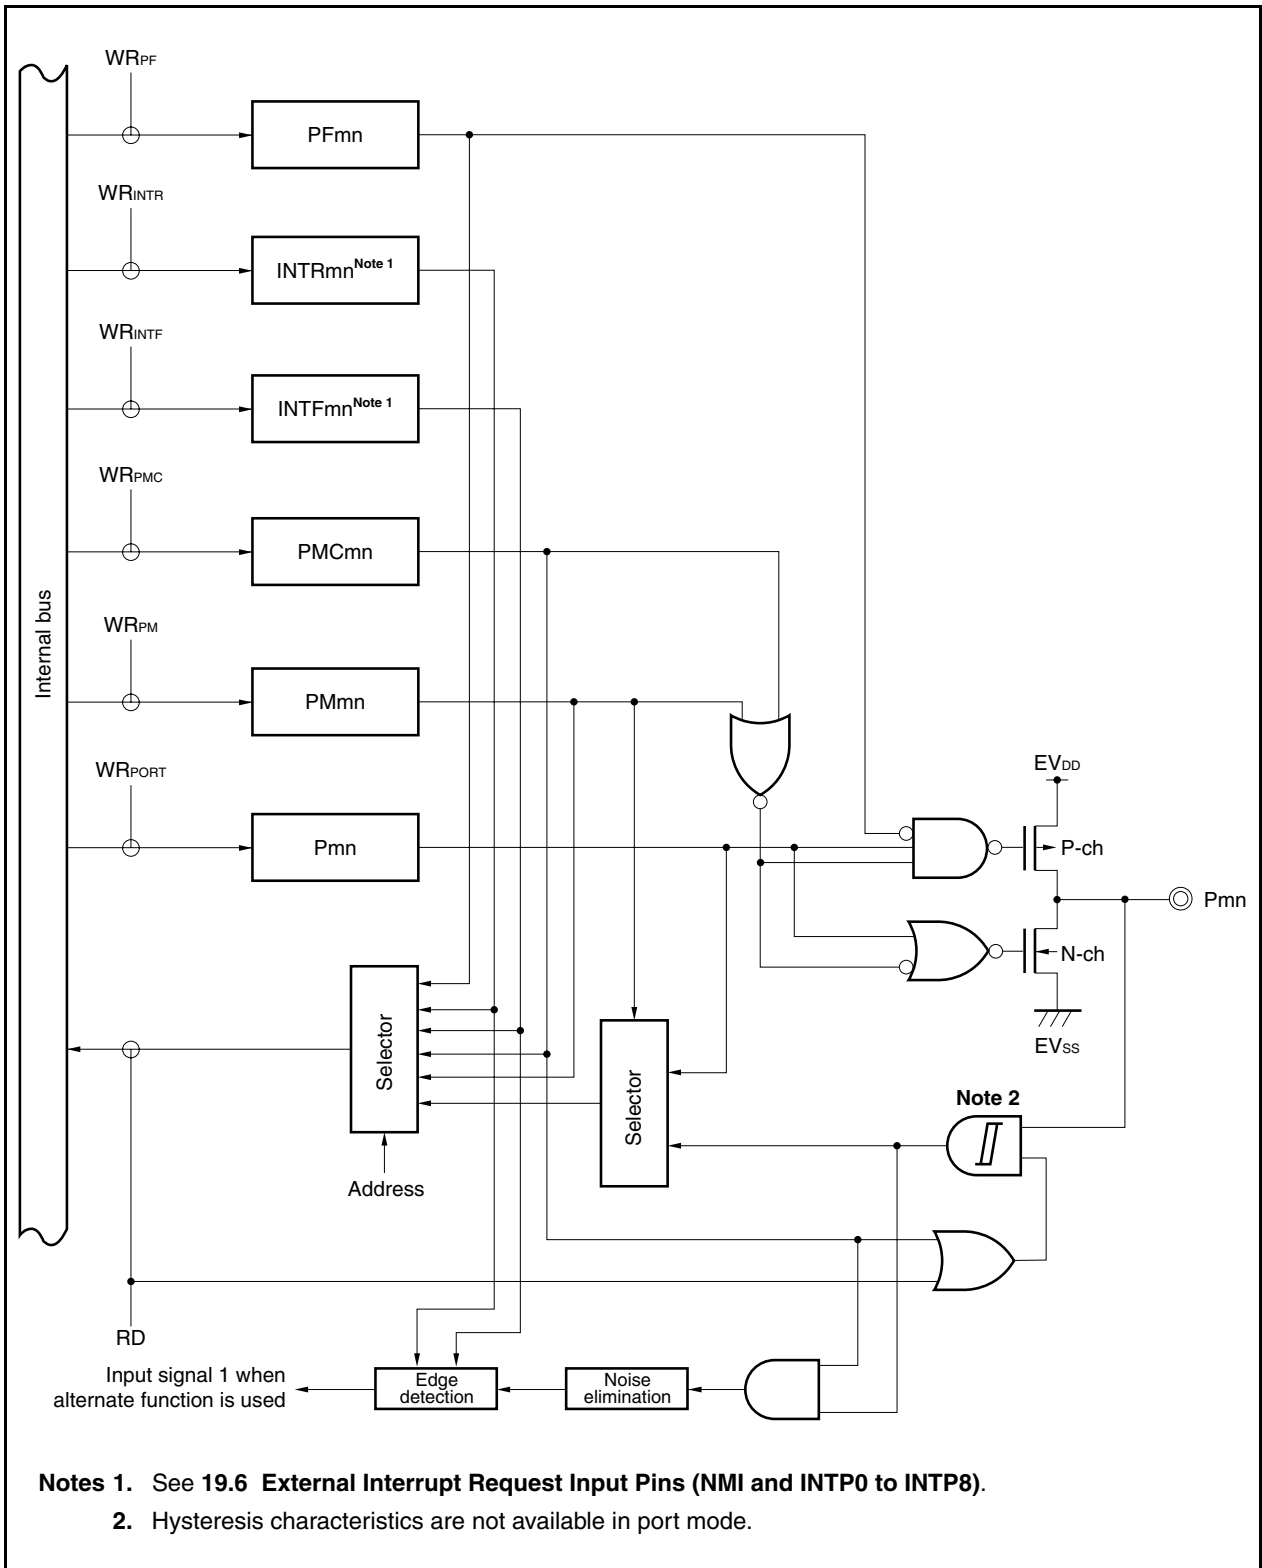 WRPF
PFmn
WRINTR
INTRmnNote 1
WRINTF
INTFmnNote 1
WRPMC
PMCmn
Internal bus
WRPM
PMmn
WRPORT
Pmn
EVDD
P-ch
Pmn
N-ch
EVSS
Selector
Selector
Address
Note 2
RD
Input signal 1 when
alternate function is used
Edge
detection
Noise
elimination
Notes 1. See 19.6 External Interrupt Request Input Pins (NMI and INTP0 to INTP8).
2. Hysteresis characteristics are not available in port mode.